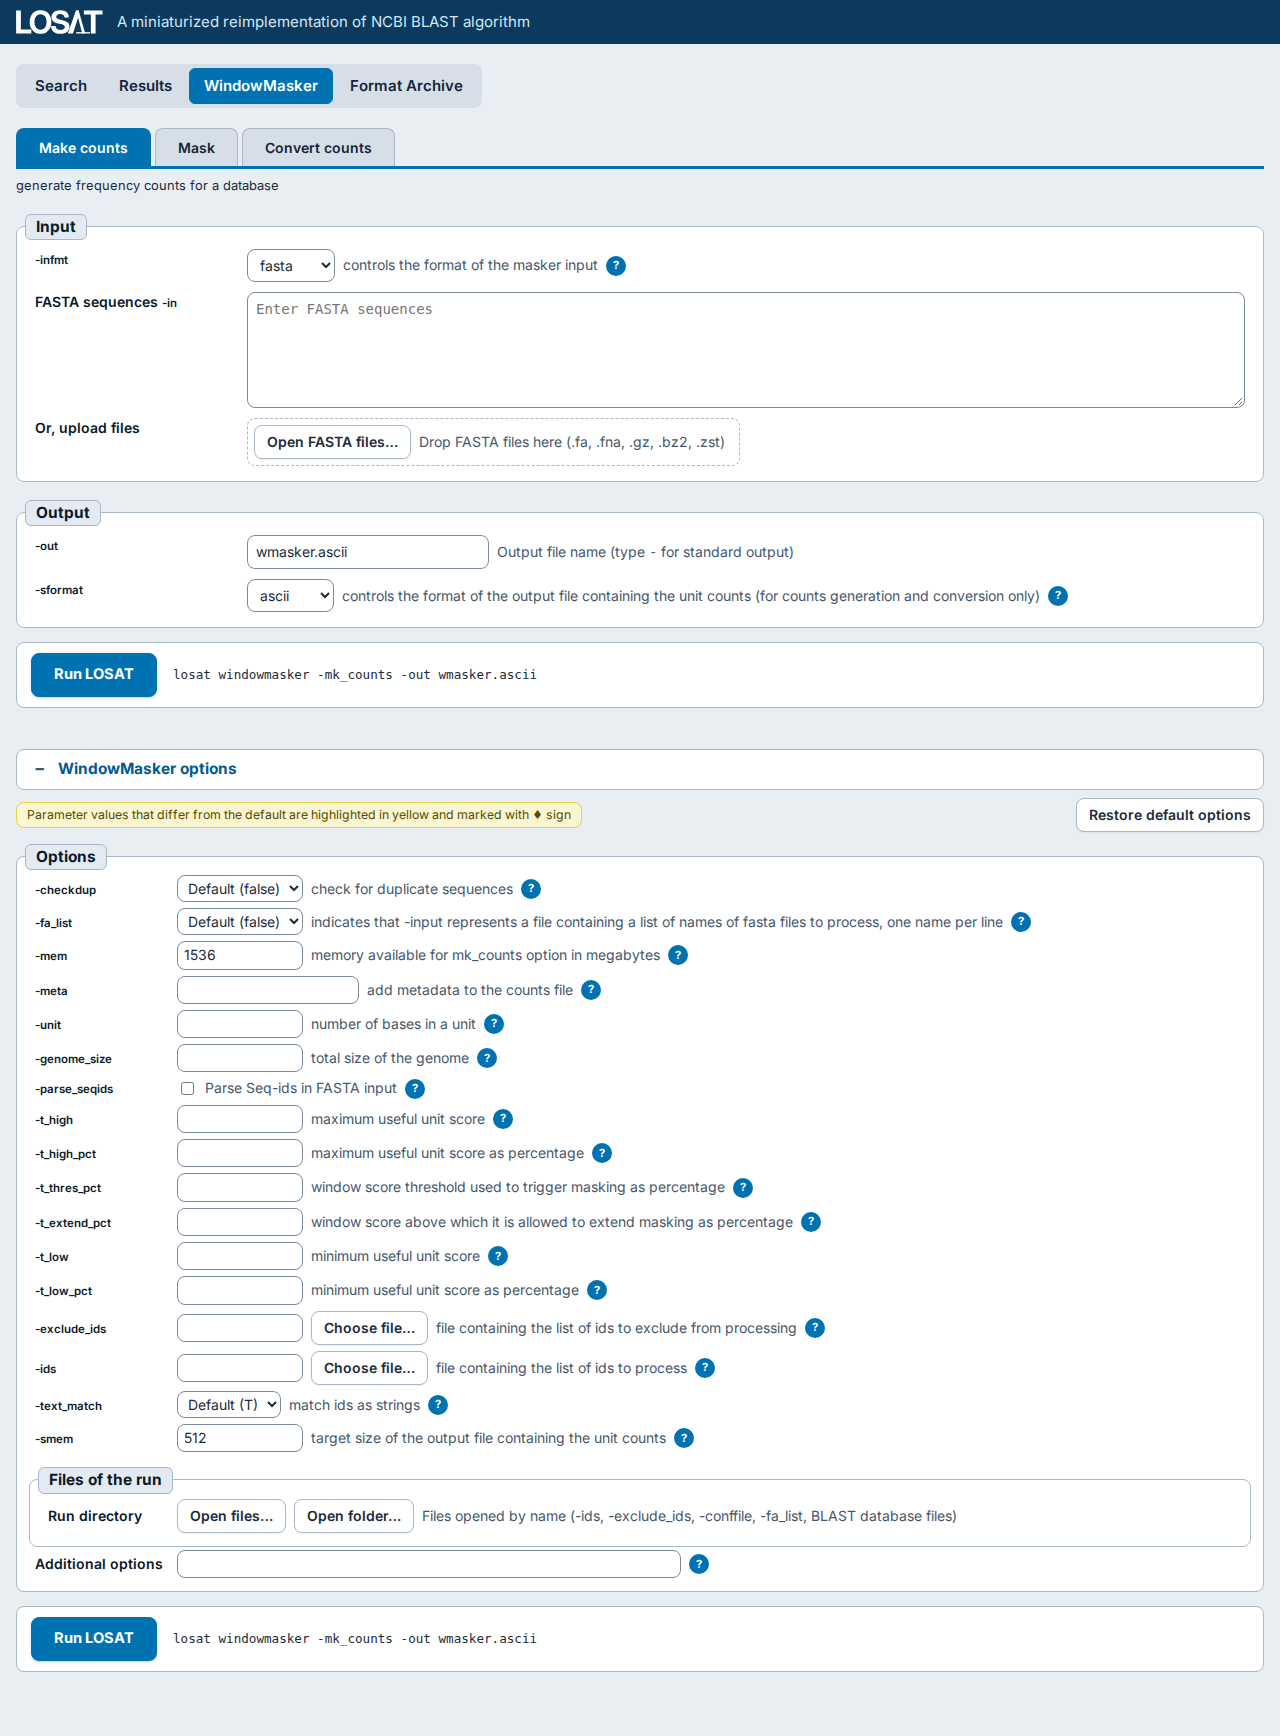 LOSAT A miniaturized reimplementation of NCBI BLAST algorithm
Search Results WindowMasker Format Archive
Make counts Mask Convert counts
generate frequency counts for a database
Input
-infmt fasta controls the format of the masker input ?
FASTA sequences -in Enter FASTA sequences
Or, upload files Open FASTA files... Drop FASTA files here (.fa, .fna, .gz, .bz2, .zst)
Output
-out wmasker.ascii Output file name (type - for standard output)
-sformat ascii controls the format of the output file containing the unit counts (for counts generation and conversion only) ?
Run LOSAT losat windowmasker -mk_counts -out wmasker.ascii
− WindowMasker options
Parameter values that differ from the default are highlighted in yellow and marked with ♦ sign Restore default options
Options
-checkdup Default (false) check for duplicate sequences ?
-fa_list Default (false) indicates that -input represents a file containing a list of names of fasta files to process, one name per line ?
-mem 1536 memory available for mk_counts option in megabytes ?
-meta add metadata to the counts file ?
-unit number of bases in a unit ?
-genome_size total size of the genome ?
-parse_seqids Parse Seq-ids in FASTA input ?
-t_high maximum useful unit score ?
-t_high_pct maximum useful unit score as percentage ?
-t_thres_pct window score threshold used to trigger masking as percentage ?
-t_extend_pct window score above which it is allowed to extend masking as percentage ?
-t_low minimum useful unit score ?
-t_low_pct minimum useful unit score as percentage ?
-exclude_ids Choose file... file containing the list of ids to exclude from processing ?
-ids Choose file... file containing the list of ids to process ?
-text_match Default (T) match ids as strings ?
-smem 512 target size of the output file containing the unit counts ?
Files of the run
Run directory Open files... Open folder... Files opened by name (-ids, -exclude_ids, -conffile, -fa_list, BLAST database files)
Additional options ?
Run LOSAT losat windowmasker -mk_counts -out wmasker.ascii